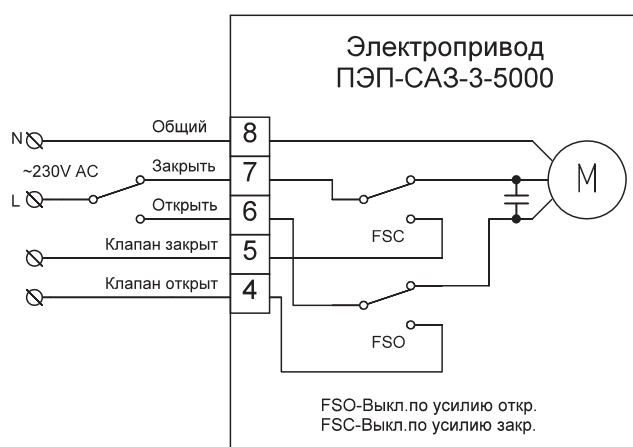 Электропривод
ПЭП-САЗ-3-5000
N
Общий
8
~230V AC
Закрыть
7
L
Открыть
6
Клапан закрыт
5
FSC
Клапан открыт
4
FSO
M
FSO-Выкл.по усилию откр.
FSC-Выкл.по усилию закр.